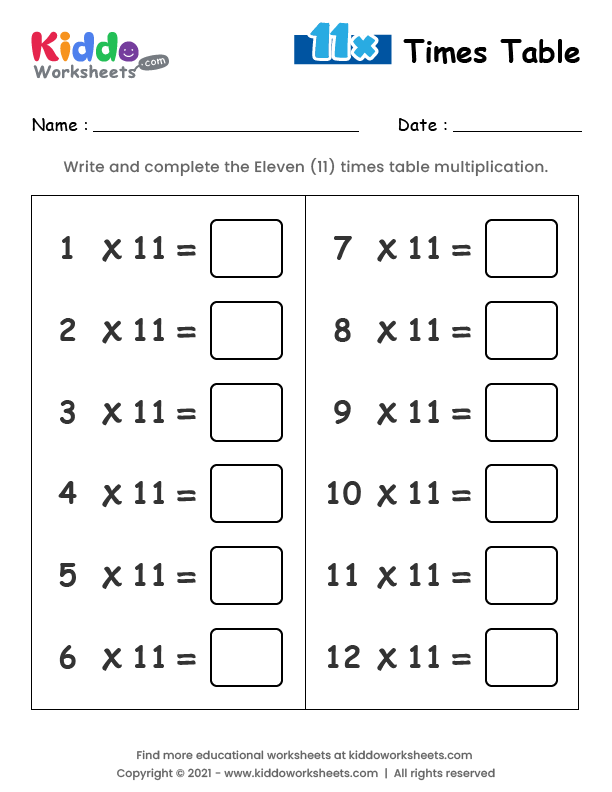 Kiddo
Worksheets.com
11x Times Table
Name : Date :
Write and complete the Eleven (11) times table multiplication.
1 x 11 =
2 x 11 =
3 x 11 =
4 x 11 =
5 x 11 =
6 x 11 =
7 x 11 =
8 x 11 =
9 x 11 =
10 x 11 =
11 x 11 =
12 x 11 =
Find more educational worksheets at kiddoworksheets.com
Copyright © 2021 - www.kiddoworksheets.com | All rights reserved